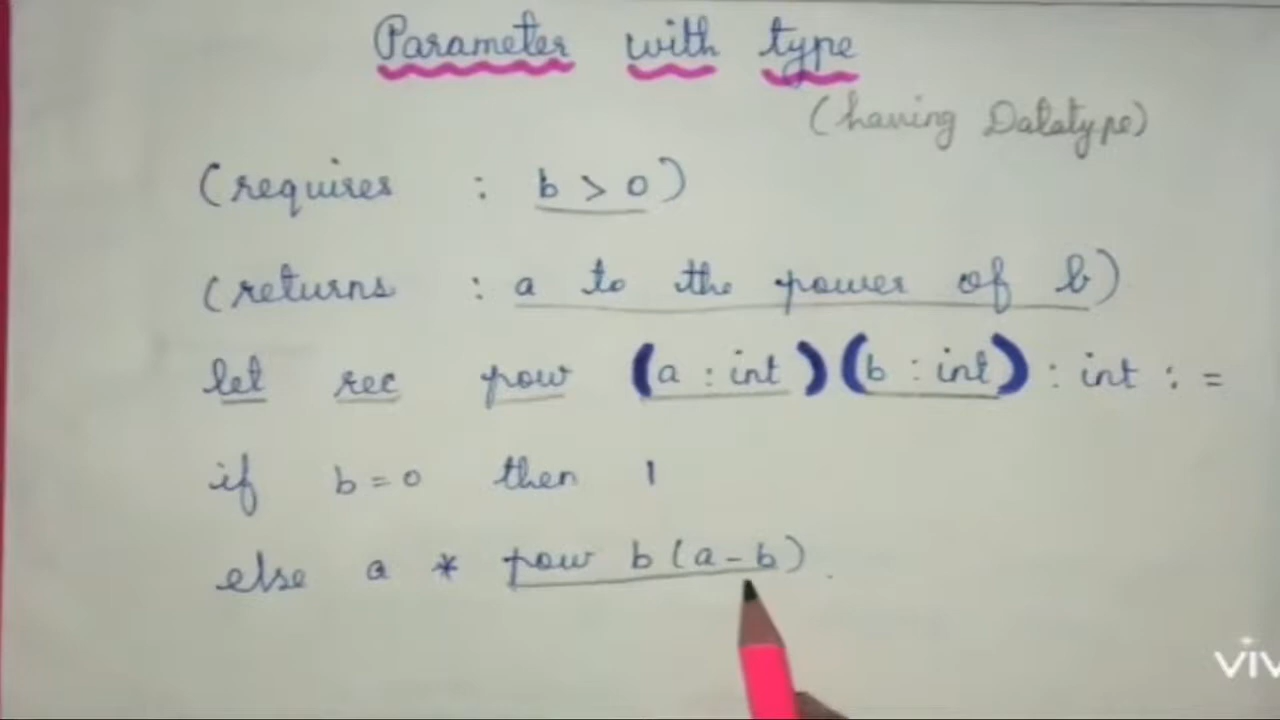 Parameter with type
(having Datatype)
(requires : b > 0)
(returns : a to the power of b)
let rec pow (a : int) (b : int) : int : =
if b = 0 then 1
else a * pow b (a - b).
VIV